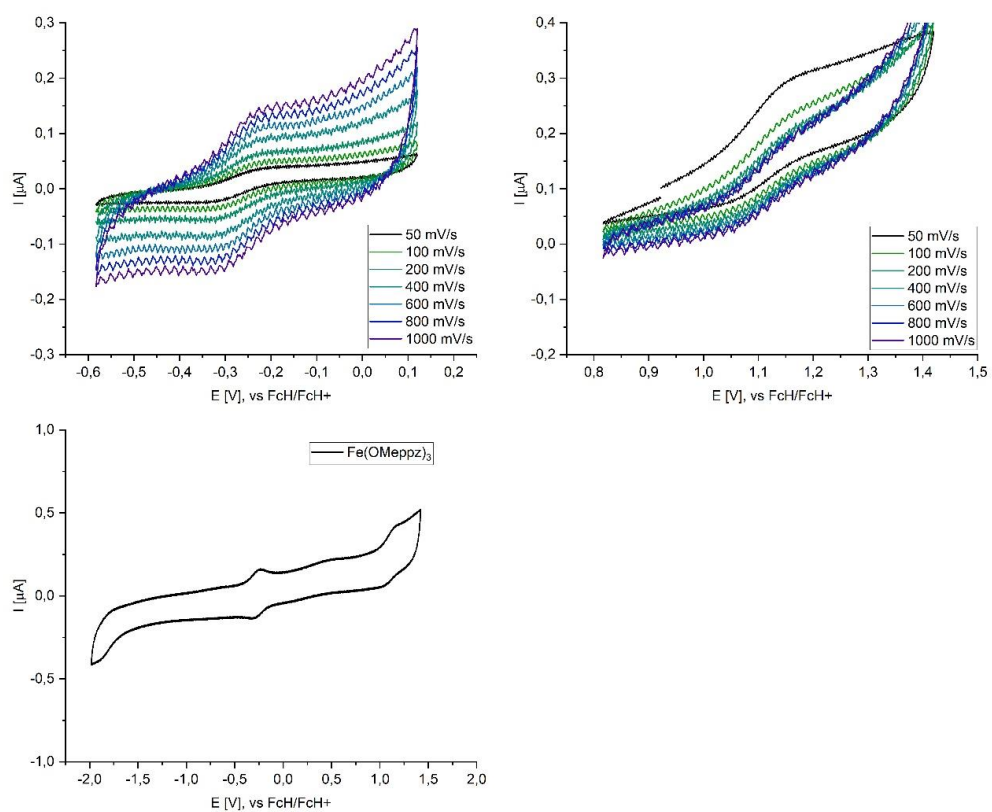 0,3
0,2
0,1
0,0
-0,1
-0,2
-0,3
I [µA]
50 mV/s
100 mV/s
200 mV/s
400 mV/s
600 mV/s
800 mV/s
1000 mV/s
-0,6 -0,5 -0,4 -0,3 -0,2 -0,1 0,0 0,1 0,2
E [V], vs FcH/FcH+
0,4
0,3
0,2
0,1
0,0
-0,1
-0,2
I [µA]
50 mV/s
100 mV/s
200 mV/s
400 mV/s
600 mV/s
800 mV/s
1000 mV/s
0,8 0,9 1,0 1,1 1,2 1,3 1,4 1,5
E [V], vs FcH/FcH+
1,0
0,5
0,0
-0,5
-1,0
I [µA]
Fe(OMeppz)3
-2,0 -1,5 -1,0 -0,5 0,0 0,5 1,0 1,5 2,0
E [V], vs FcH/FcH+